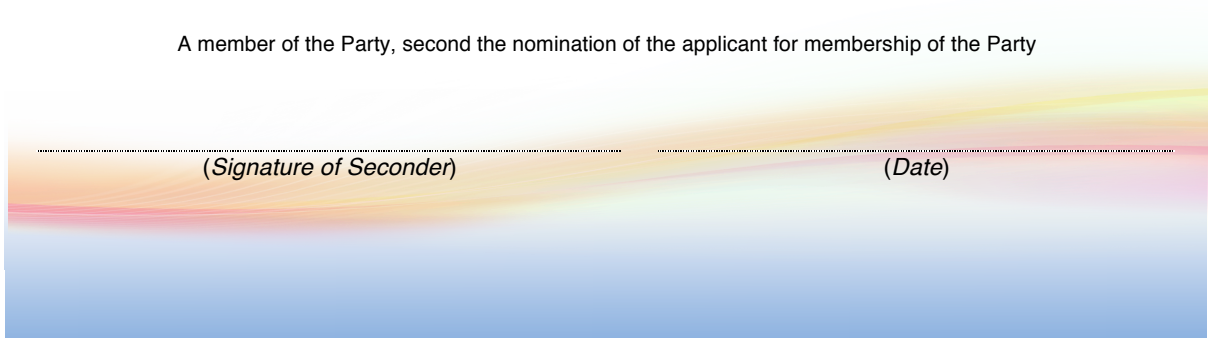 A member of the Party, second the nomination of the applicant for membership of the Party
(Signature of Seconder) (Date)